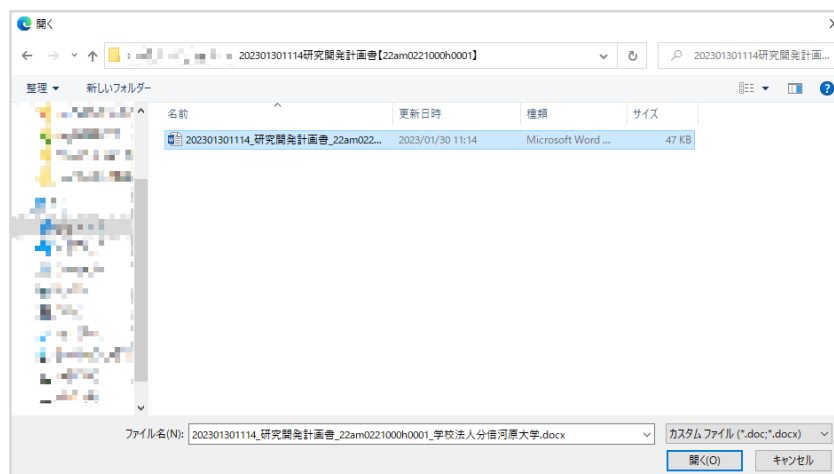 開く
202301301114研究開発計画書【22am0221000h0001】
202301301114研究開発計画...
整理 新しいフォルダー
名前 更新日時 種類 サイズ
202301301114_研究開発計画書_22am022... 2023/01/30 11:14 Microsoft Word ... 47 KB
ファイル名(N): 202301301114_研究開発計画書_22am0221000h0001_学校法人分倍河原大学.docx カスタム ファイル (*.doc;*.docx)
開く(O) キャンセル